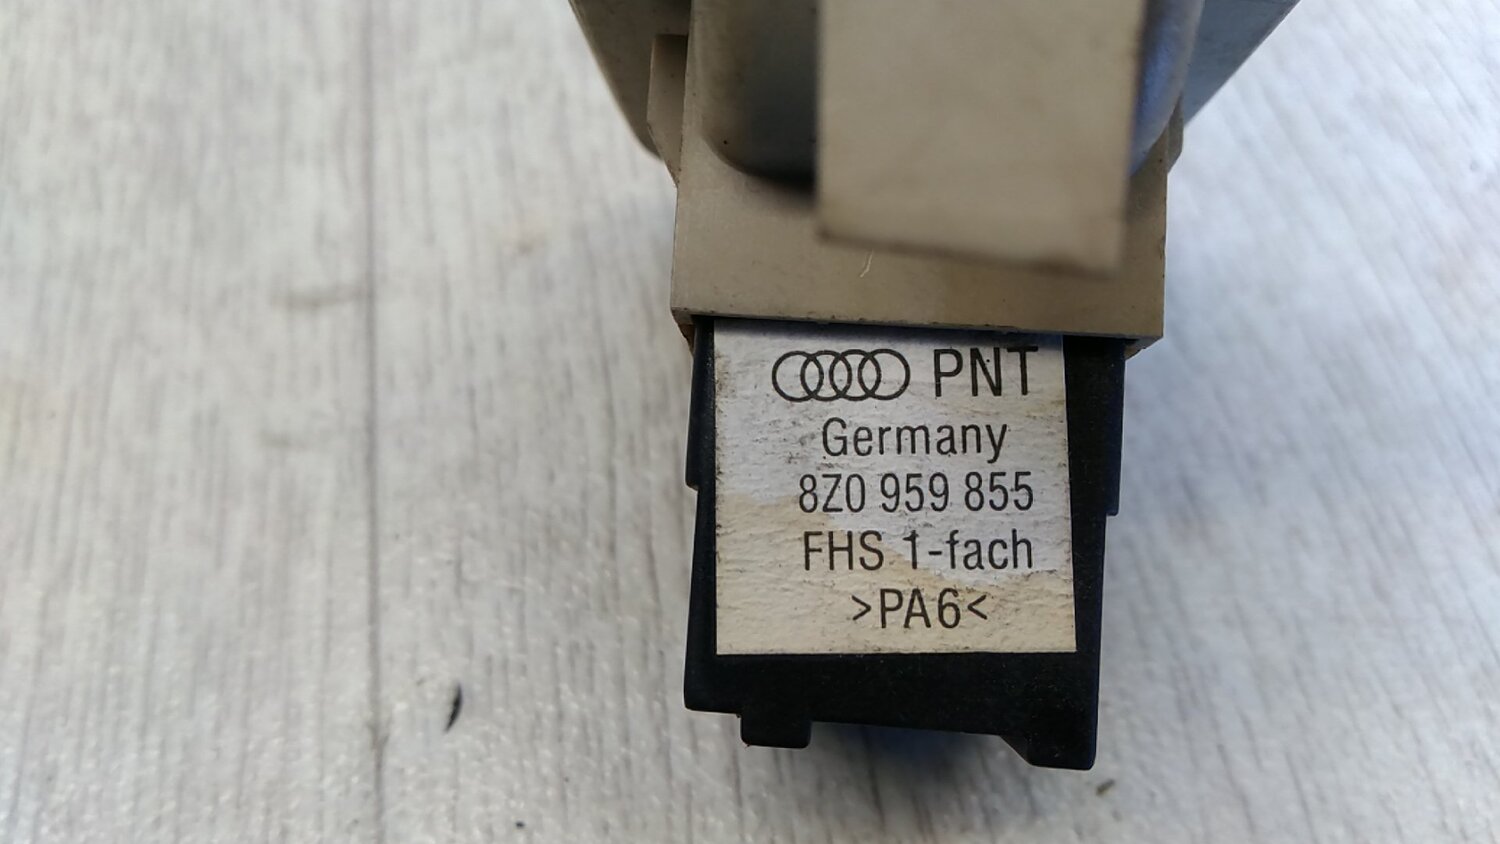 PNT
Germany
8Z0 959 855
FHS 1-fach
>PA6<